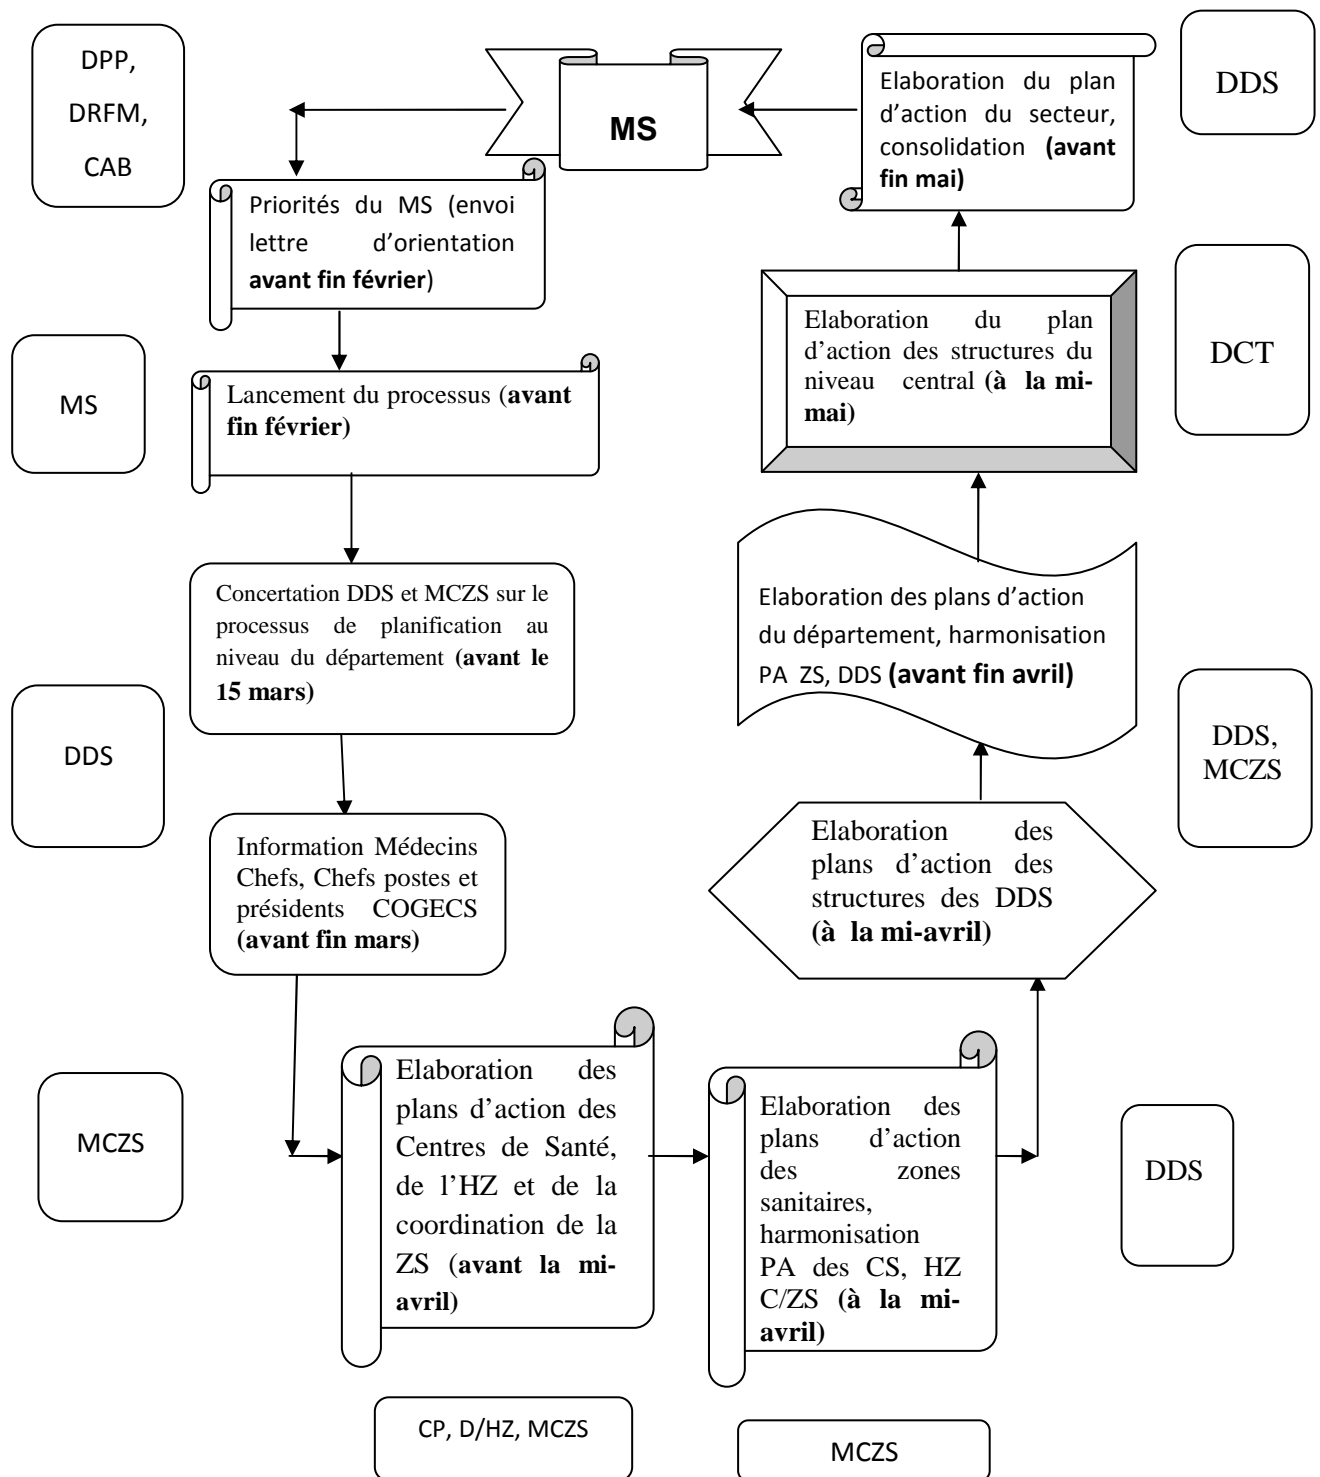 DPP,
DRFM,
CAB
MS
Elaboration du plan
d’action du secteur,
consolidation (avant
fin mai)
DDS
Priorités du MS (envoi
lettre d’orientation
avant fin février)
Elaboration du plan
d’action des structures du
niveau central (à la mi-
mai)
DCT
MS
Lancement du processus (avant
fin février)
Concertation DDS et MCZS sur le
processus de planification au
niveau du département (avant le
15 mars)
Elaboration des plans d’action
du département, harmonisation
PA ZS, DDS (avant fin avril)
DDS
DDS,
MCZS
Information Médecins
Chefs, Chefs postes et
présidents COGECS
(avant fin mars)
Elaboration des
plans d’action des
structures des DDS
(à la mi-avril)
MCZS
Elaboration des
plans d’action des
Centres de Santé,
de l’HZ et de la
coordination de la
ZS (avant la mi-
avril)
Elaboration des
plans d’action
des zones
sanitaires,
harmonisation
PA des CS, HZ
C/ZS (à la mi-
avril)
DDS
CP, D/HZ, MCZS
MCZS